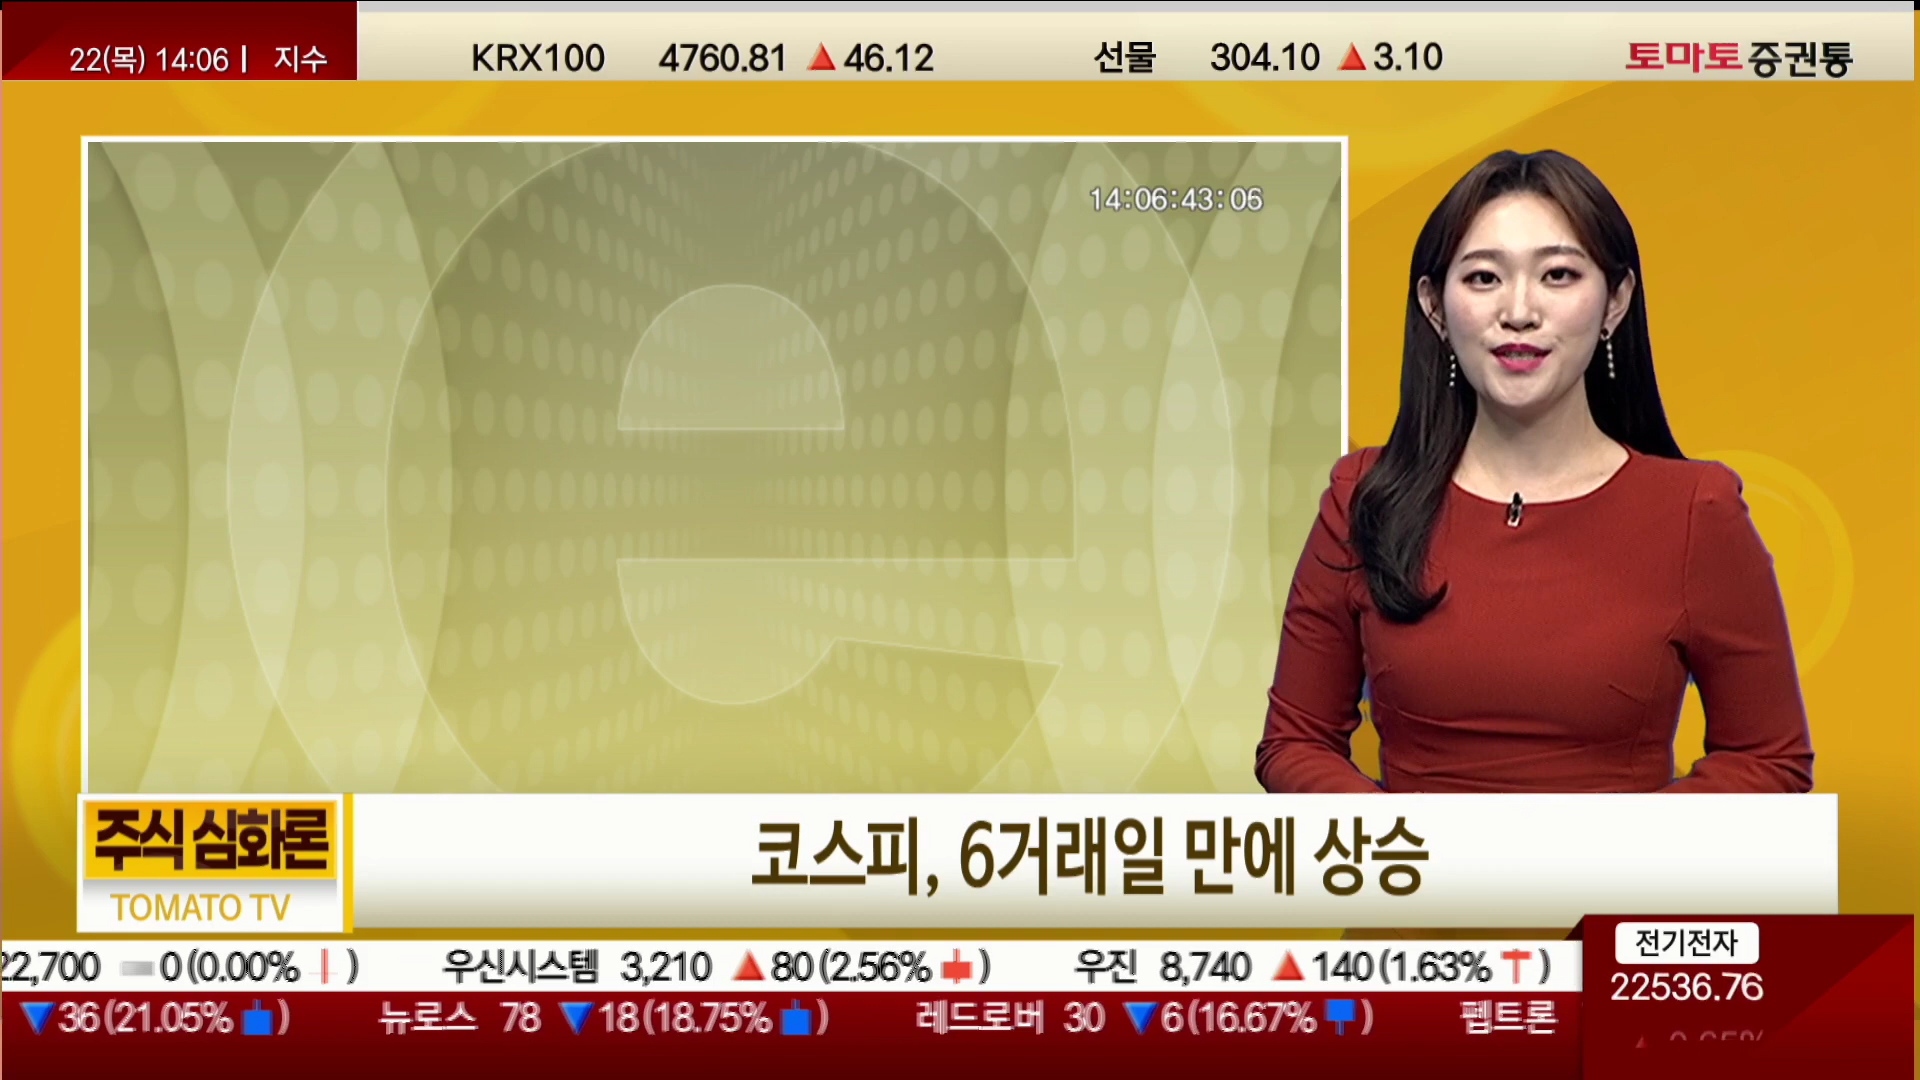 22(목) 14:06 | 지수 KRX100 4760.81 ▲46.12 선물 304.10 ▲3.10 토마토증권통
14:06:43:06
주식 심화론
TOMATO TV
코스피, 6거래일 만에 상승
22,700 0(0.00% ) 우신시스템 3,210 ▲80(2.56% ) 우진 8,740 ▲140(1.63% )
▼36(21.05% ) 뉴로스 78 ▼18(18.75% ) 레드로버 30 ▼6(16.67% ) 펩트론
전기전자
22536.76